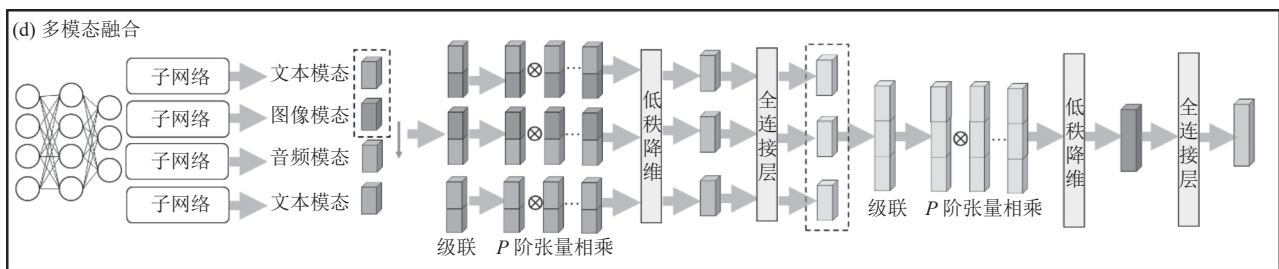 (d) 多模态融合
子网络
文本模态
子网络
图像模态
子网络
音频模态
子网络
文本模态
级联
P 阶张量相乘
低秩降维
全连接层
级联
P 阶张量相乘
低秩降维
全连接层